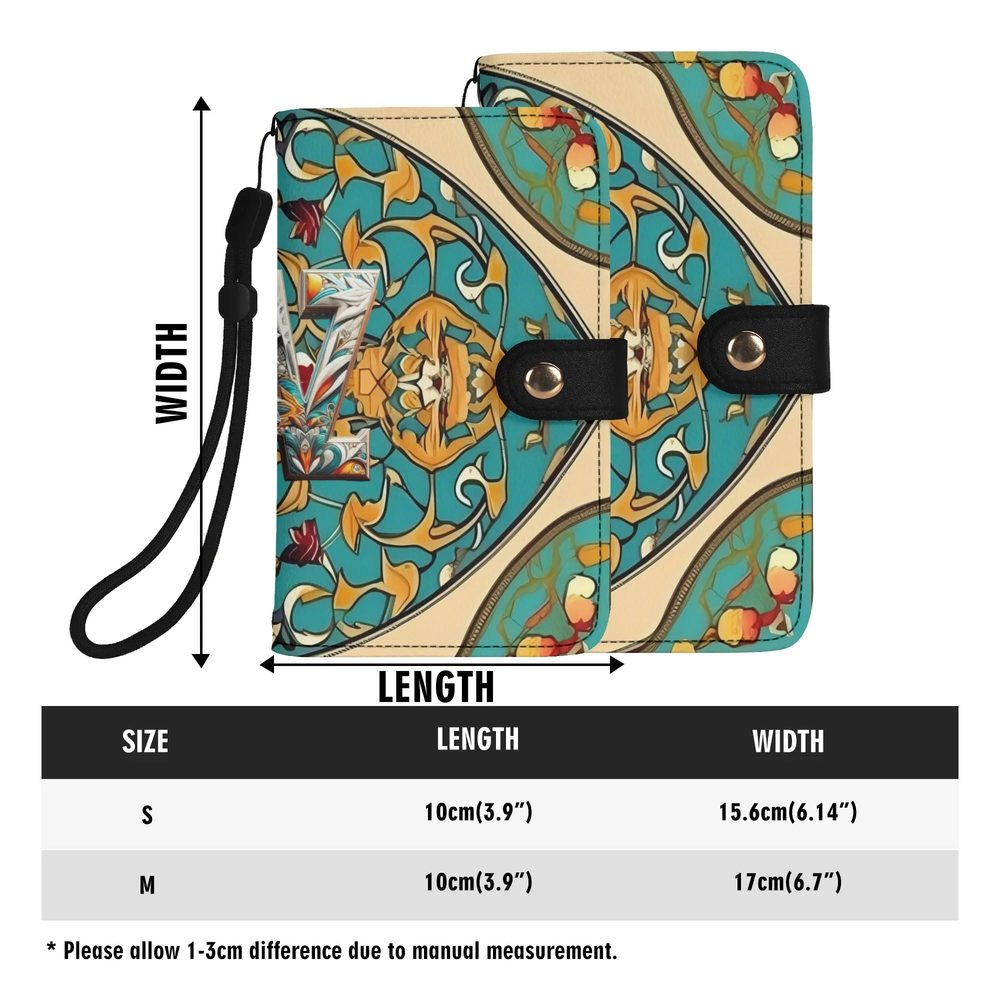 WIDTH
Z
LENGTH
SIZE LENGTH WIDTH
S 10cm(3.9”) 15.6cm(6.14”)
M 10cm(3.9”) 17cm(6.7”)
* Please allow 1-3cm difference due to manual measurement.